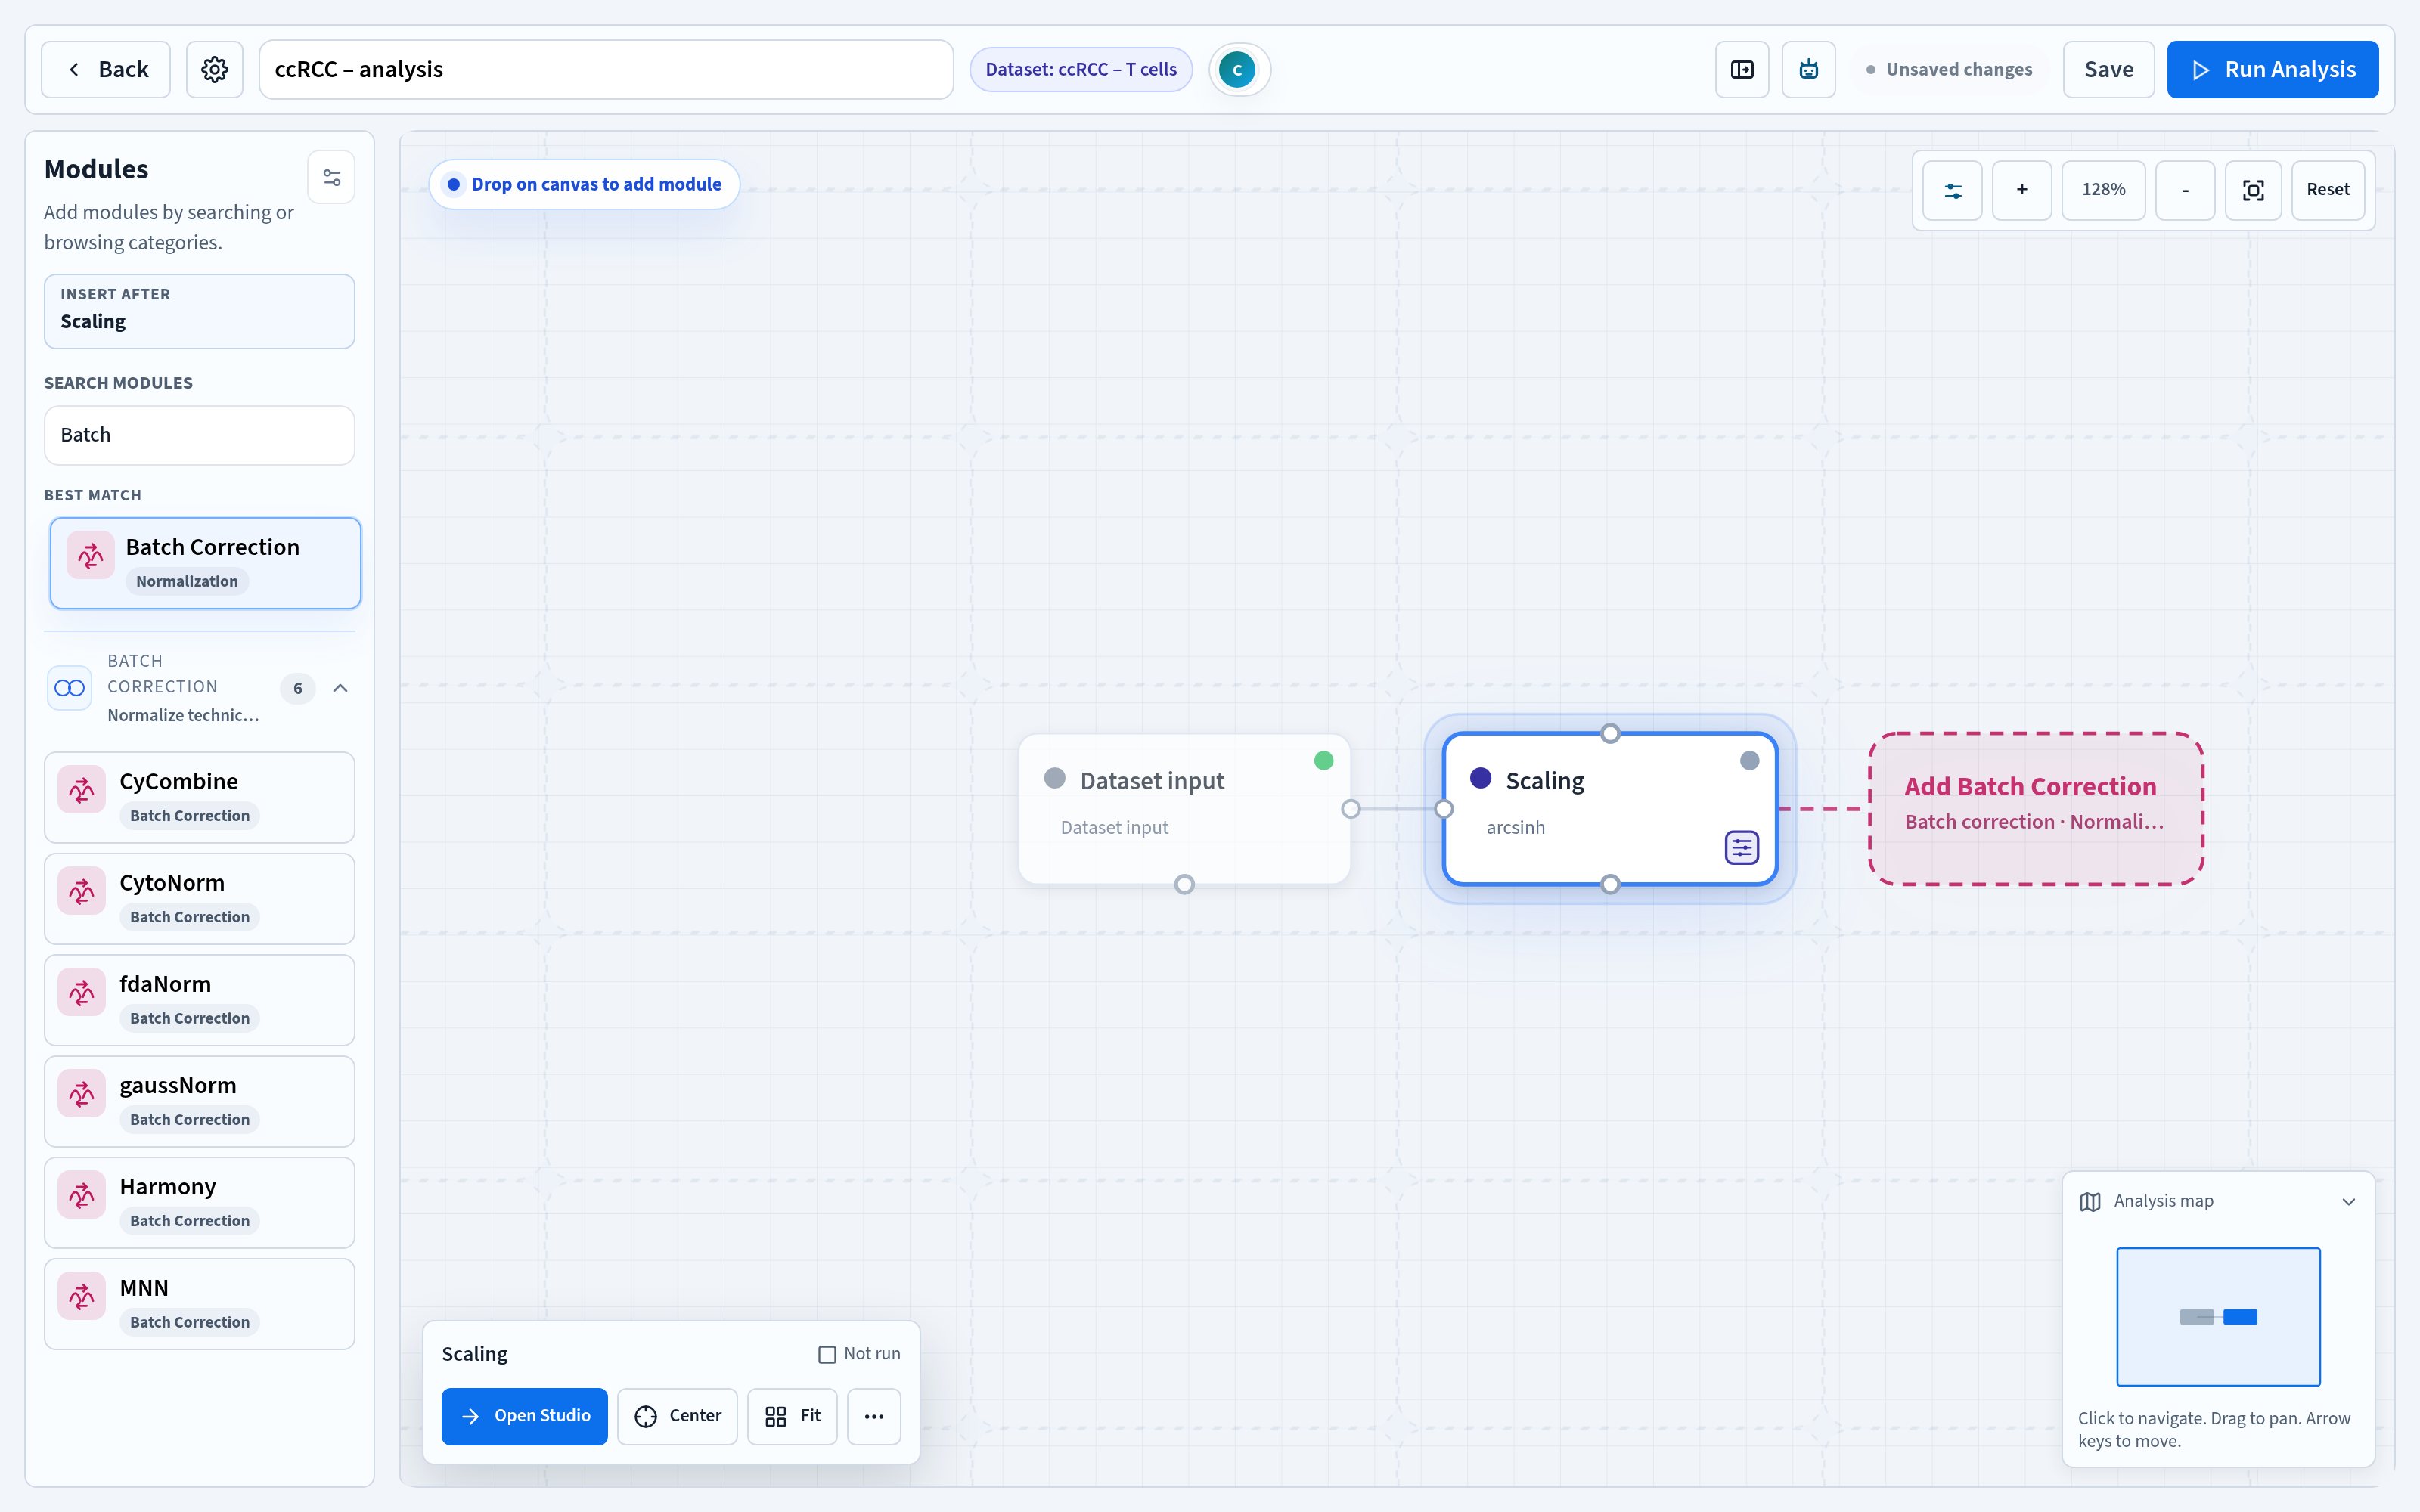 Back
ccRCC – analysis
Dataset: ccRCC – T cells
C
Unsaved changes
Save
Run Analysis
Modules
Add modules by searching or
browsing categories.
INSERT AFTER
Scaling
SEARCH MODULES
Batch
BEST MATCH
Batch Correction
Normalization
BATCH
CORRECTION
6
Normalize technic...
CyCombine
Batch Correction
CytoNorm
Batch Correction
fdaNorm
Batch Correction
gaussNorm
Batch Correction
Harmony
Batch Correction
MNN
Batch Correction
Drop on canvas to add module
+
128%
-
Reset
Dataset input
Dataset input
Scaling
arcsinh
Add Batch Correction
Batch correction · Normali...
Scaling
Not run
Open Studio
Center
Fit
Analysis map
Click to navigate. Drag to pan. Arrow
keys to move.